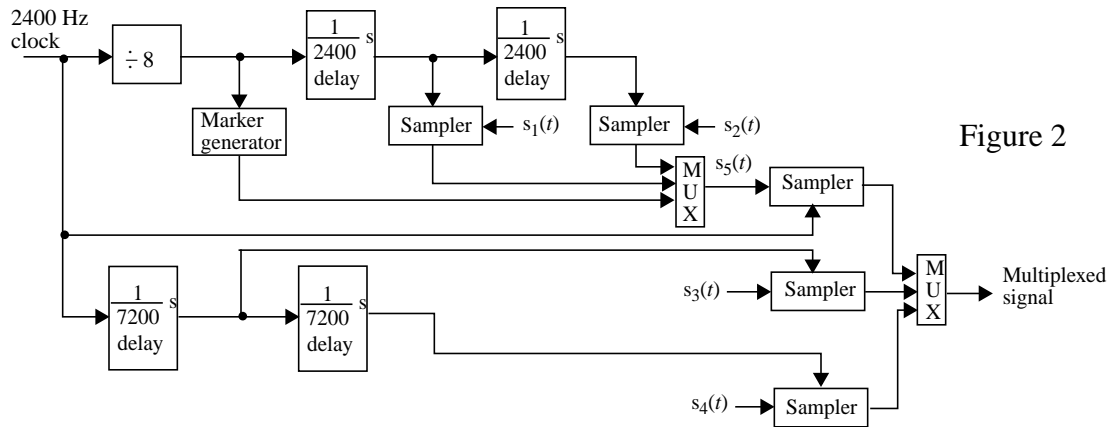 2400 Hz
clock
÷ 8
1
2400
s
delay
1
2400
s
delay
Marker
generator
Sampler
s1(t)
Sampler
s2(t)
Figure 2
M
U
X
s5(t)
Sampler
1
7200
s
delay
1
7200
s
delay
s3(t)
Sampler
M
U
X
Multiplexed
signal
s4(t)
Sampler